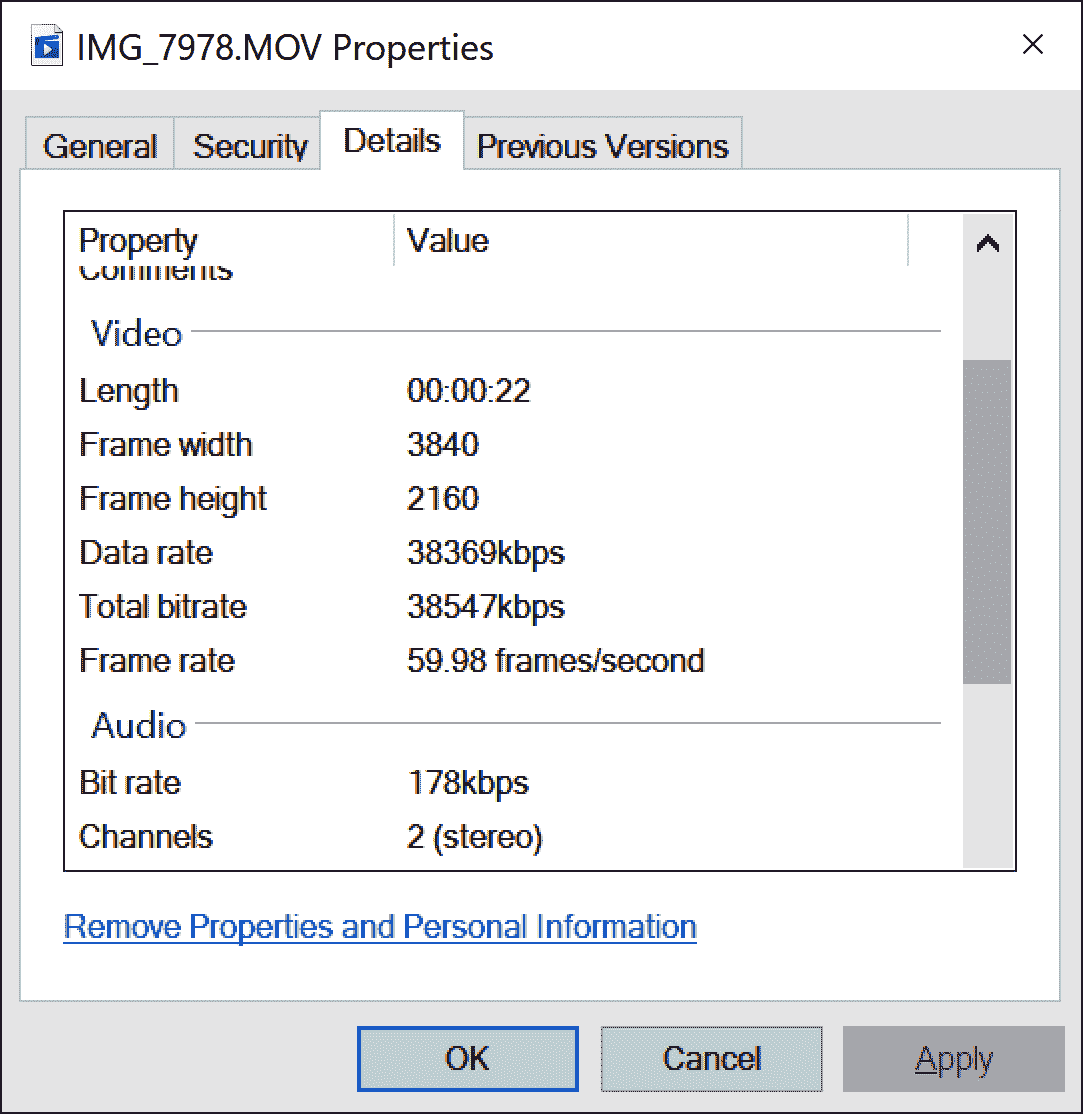 IMG_7978.MOV Properties
General Security Details Previous Versions
Property Value
Comments
Video
Length 00:00:22
Frame width 3840
Frame height 2160
Data rate 38369kbps
Total bitrate 38547kbps
Frame rate 59.98 frames/second
Audio
Bit rate 178kbps
Channels 2 (stereo)
Remove Properties and Personal Information
OK Cancel Apply